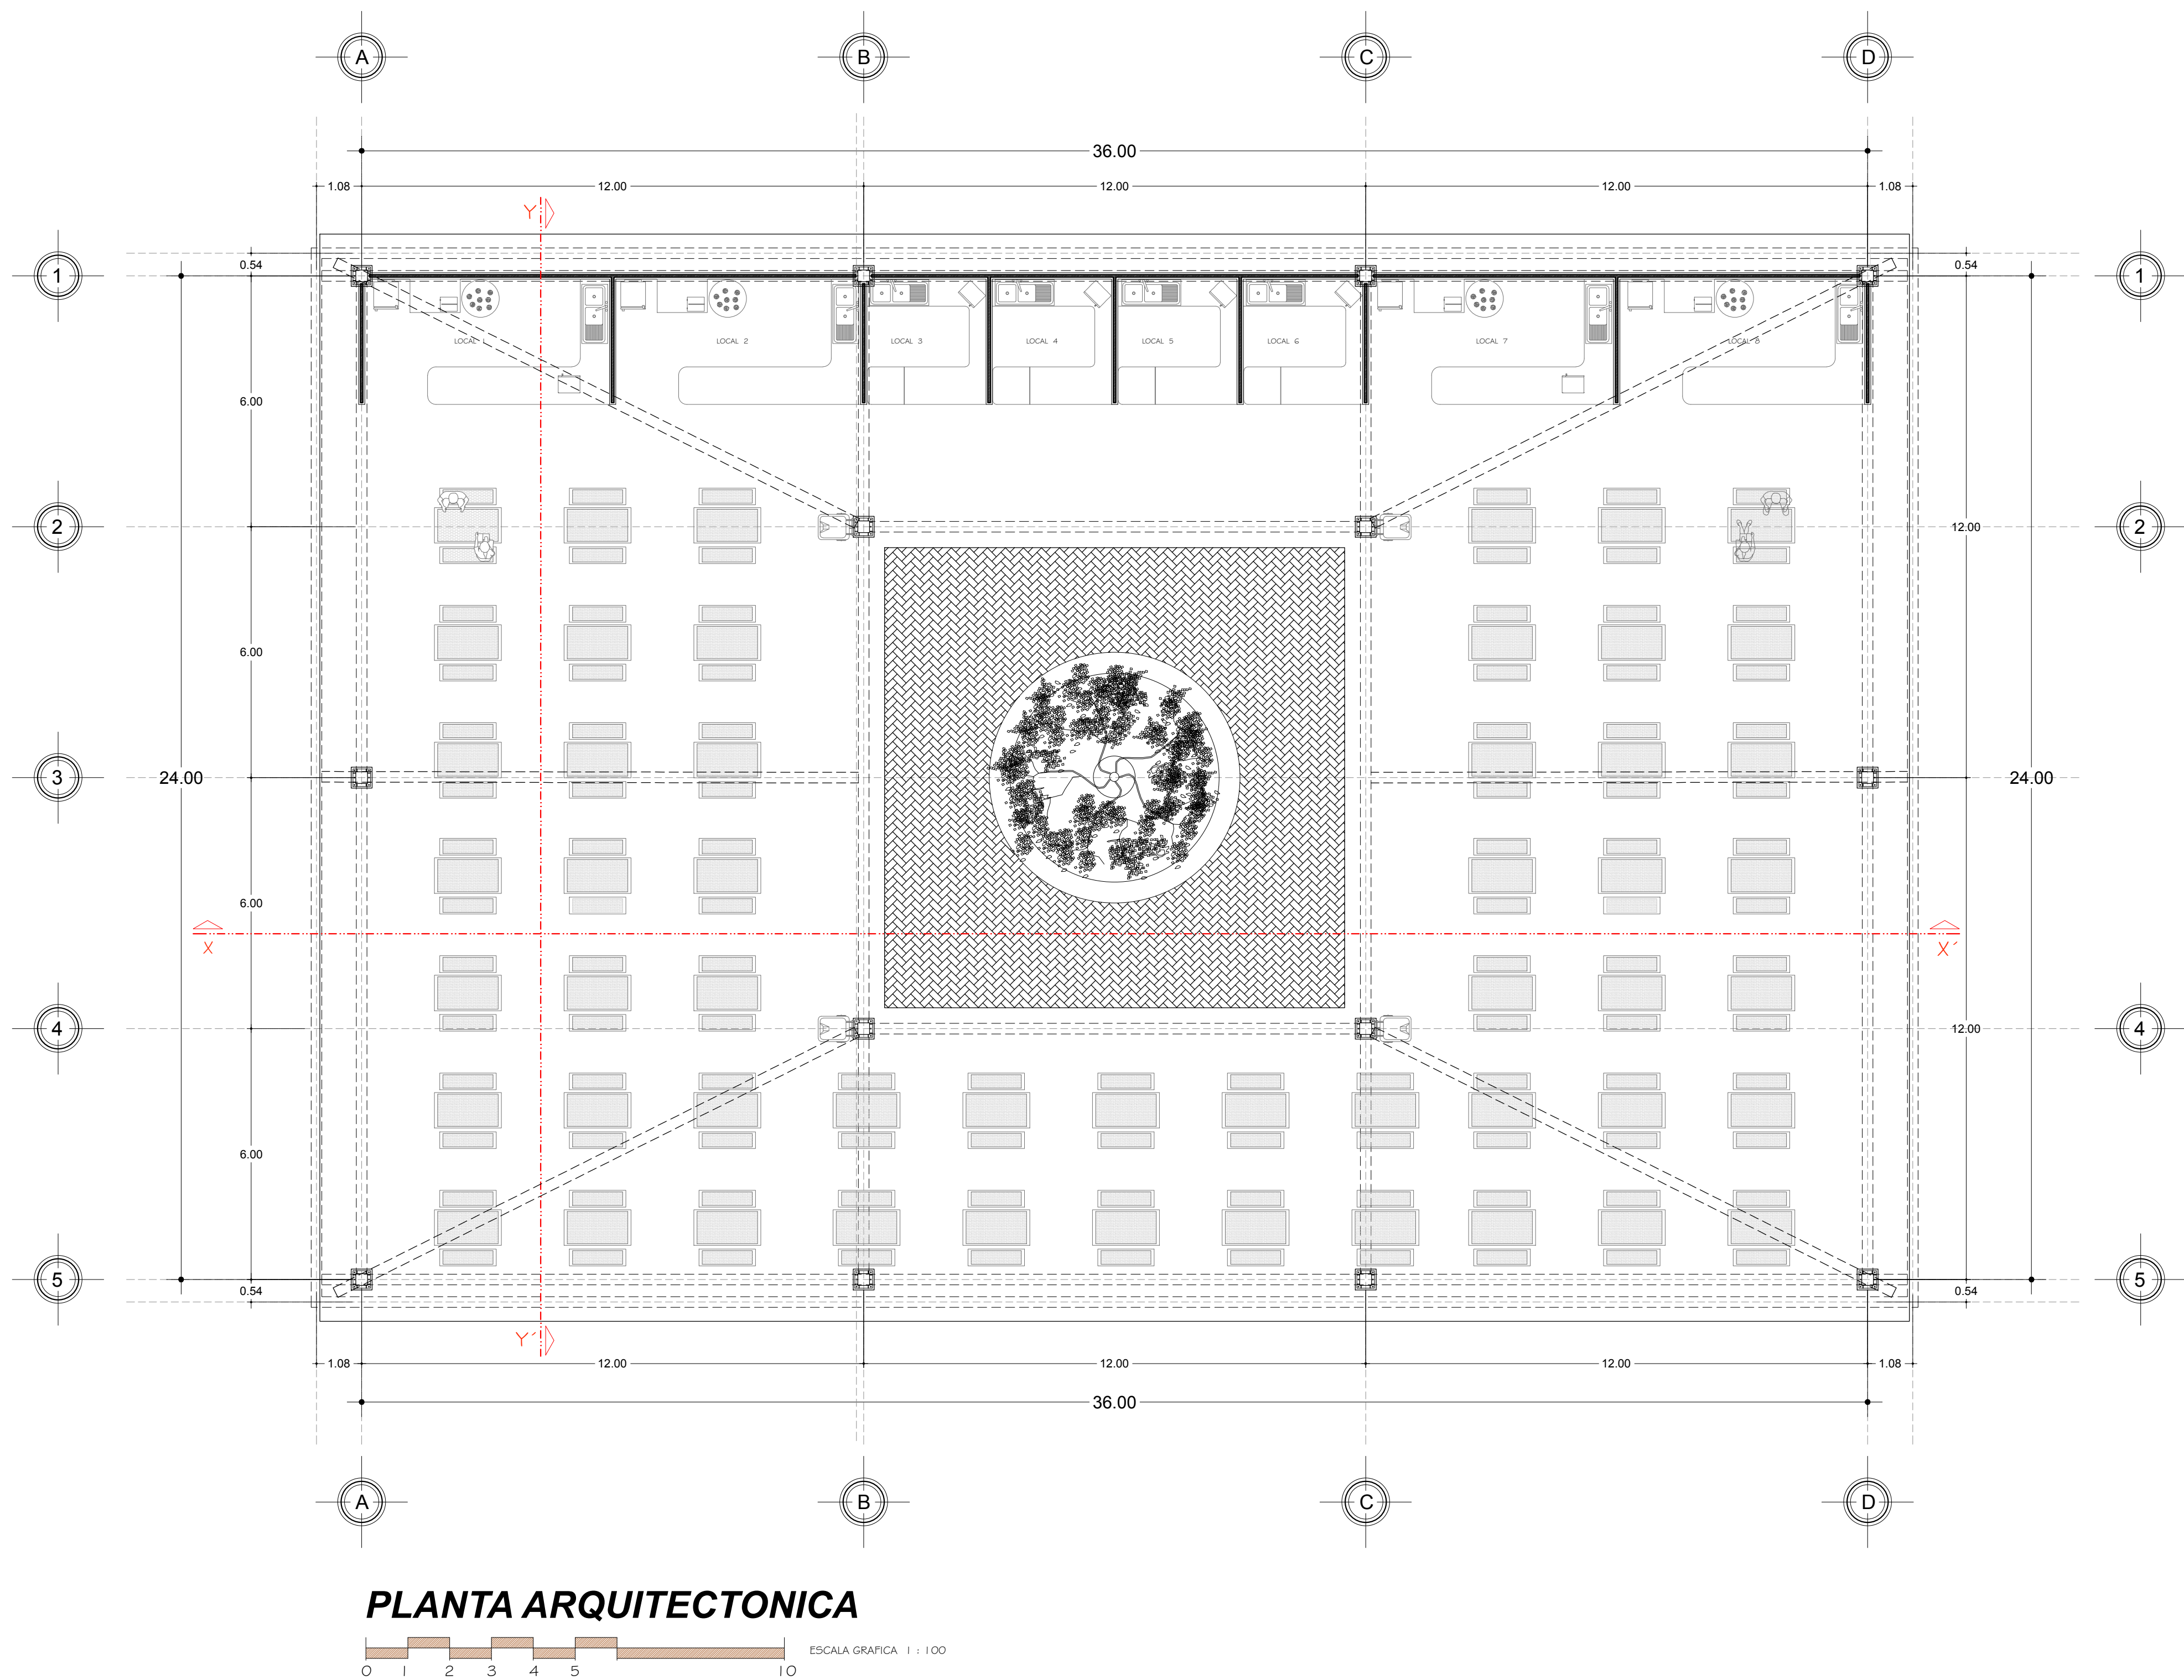 A B C D
36.00
1.08 12.00 12.00 12.00 1.08
Y
1 0.54 0.54 1
LOCAL LOCAL 2 LOCAL 3 LOCAL 4 LOCAL 5 LOCAL 6 LOCAL 7 LOCAL 8
6.00
2 12.00 2
6.00
3 24.00 24.00 3
6.00
X X´
4 12.00 4
6.00
5 5
0.54 0.54
Y´
1.08 12.00 12.00 12.00 1.08
36.00
A B C D
PLANTA ARQUITECTONICA
ESCALA GRAFICA 1 : 100
0 1 2 3 4 5 10